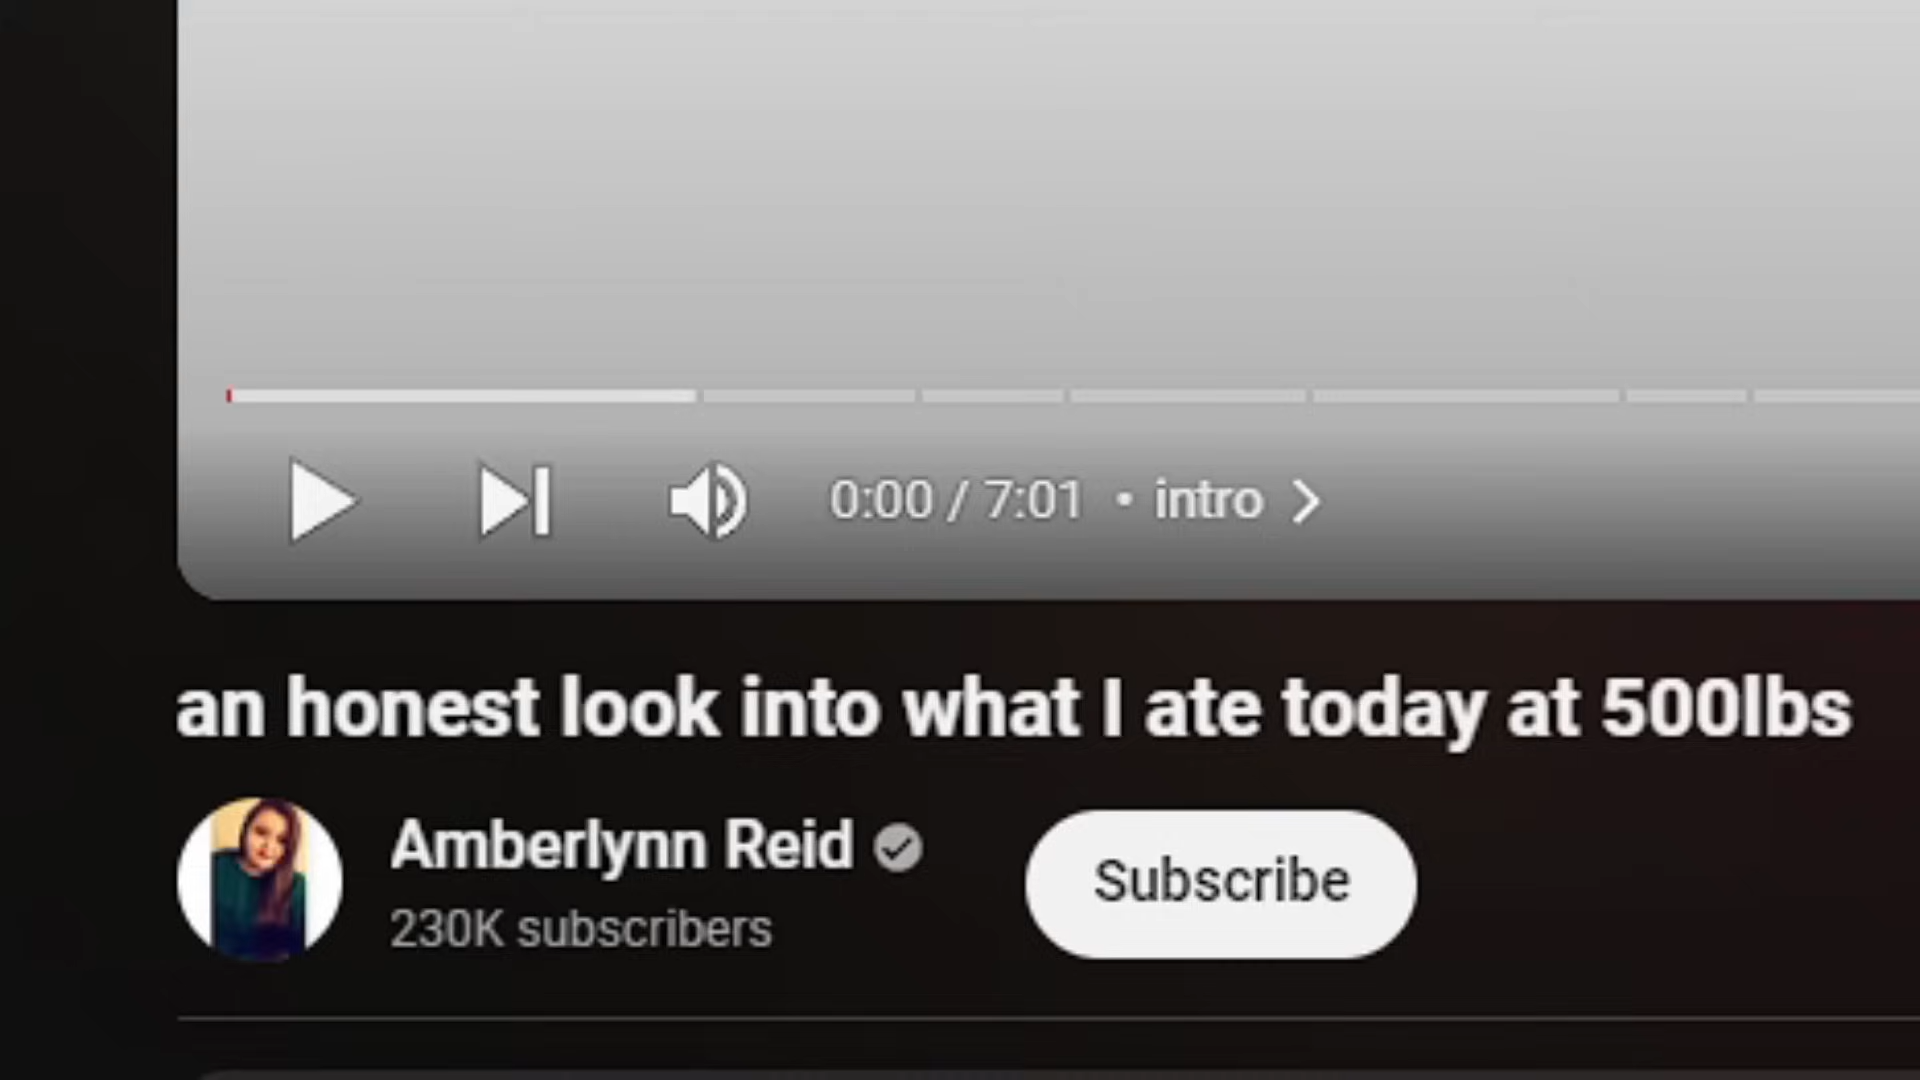 0:00 / 7:01 • intro >
an honest look into what I ate today at 500lbs
Amberlynn Reid
230K subscribers
Subscribe